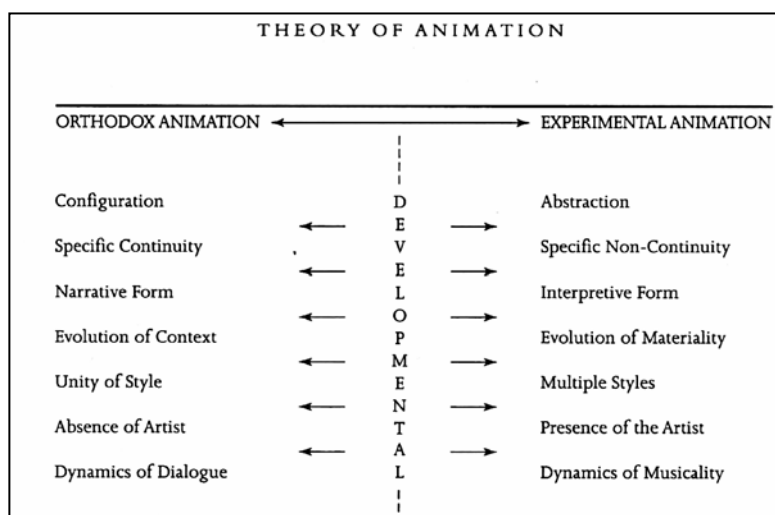 THEORY OF ANIMATION
ORTHODOX ANIMATION EXPERIMENTAL ANIMATION
Configuration D Abstraction
E
Specific Continuity V Specific Non-Continuity
E
Narrative Form L Interpretive Form
O
Evolution of Context P Evolution of Materiality
M
Unity of Style E Multiple Styles
N
Absence of Artist T Presence of the Artist
A
Dynamics of Dialogue L Dynamics of Musicality